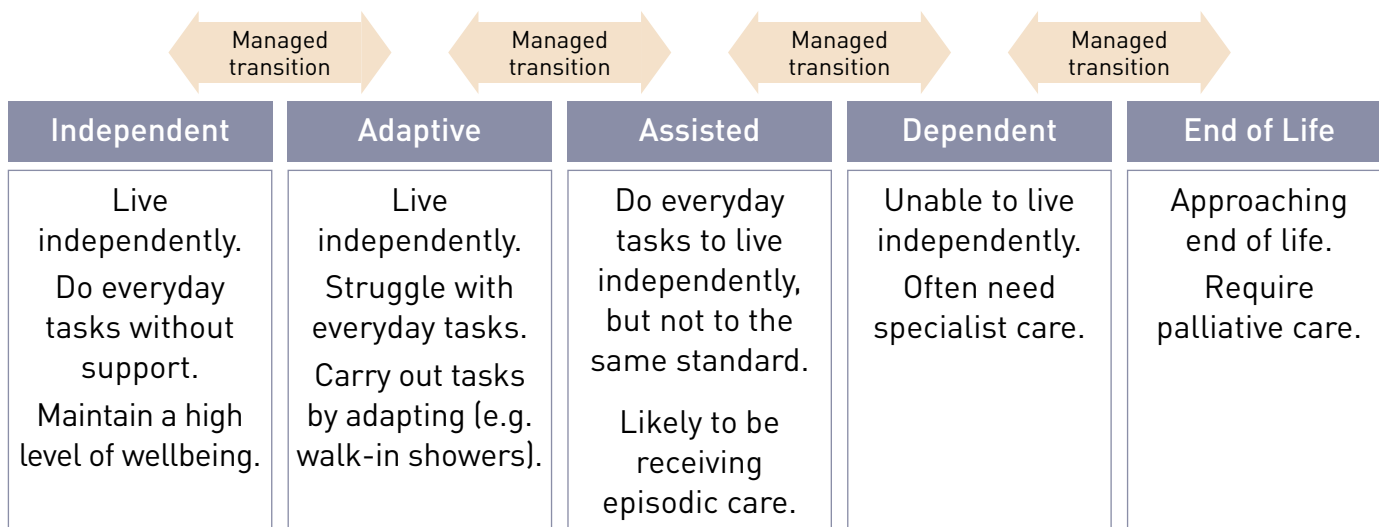 Managed
transition
Managed
transition
Managed
transition
Managed
transition
Independent
Adaptive
Assisted
Dependent
End of Life
Live
independently.
Do everyday
tasks without
support.
Maintain a high
level of wellbeing.
Live
independently.
Struggle with
everyday tasks.
Carry out tasks
by adapting (e.g.
walk-in showers).
Do everyday
tasks to live
independently,
but not to the
same standard.
Likely to be
receiving
episodic care.
Unable to live
independently.
Often need
specialist care.
Approaching
end of life.
Require
palliative care.